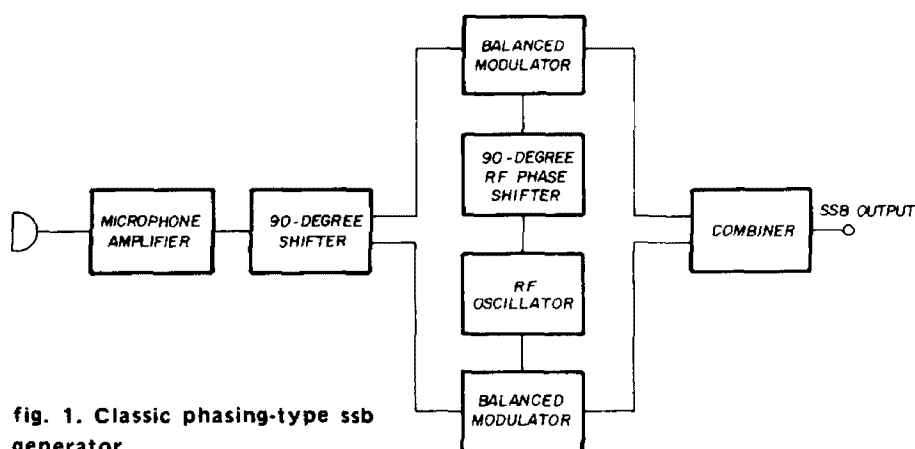 BALANCED
MODULATOR
90-DEGREE
RF PHASE
SHIFTER
MICROPHONE
AMPLIFIER
90-DEGREE
SHIFTER
COMBINER
SSB OUTPUT
RF
OSCILLATOR
BALANCED
MODULATOR
fig. 1. Classic phasing-type ssb
generator